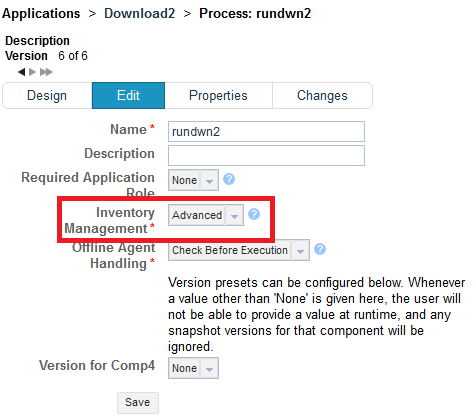 Applications > Download2 > Process: rundwn2
Description
Version 6 of 6
Design Edit Properties Changes
Name * rundwn2
Description
Required Application Role None ?
Inventory Management * Advanced ?
Offline Agent Handling * Check Before Execution ?
Version presets can be configured below. Whenever
a value other than 'None' is given here, the user will
not be able to provide a value at runtime, and any
snapshot versions for that component will be
ignored.
Version for Comp4 None
Save